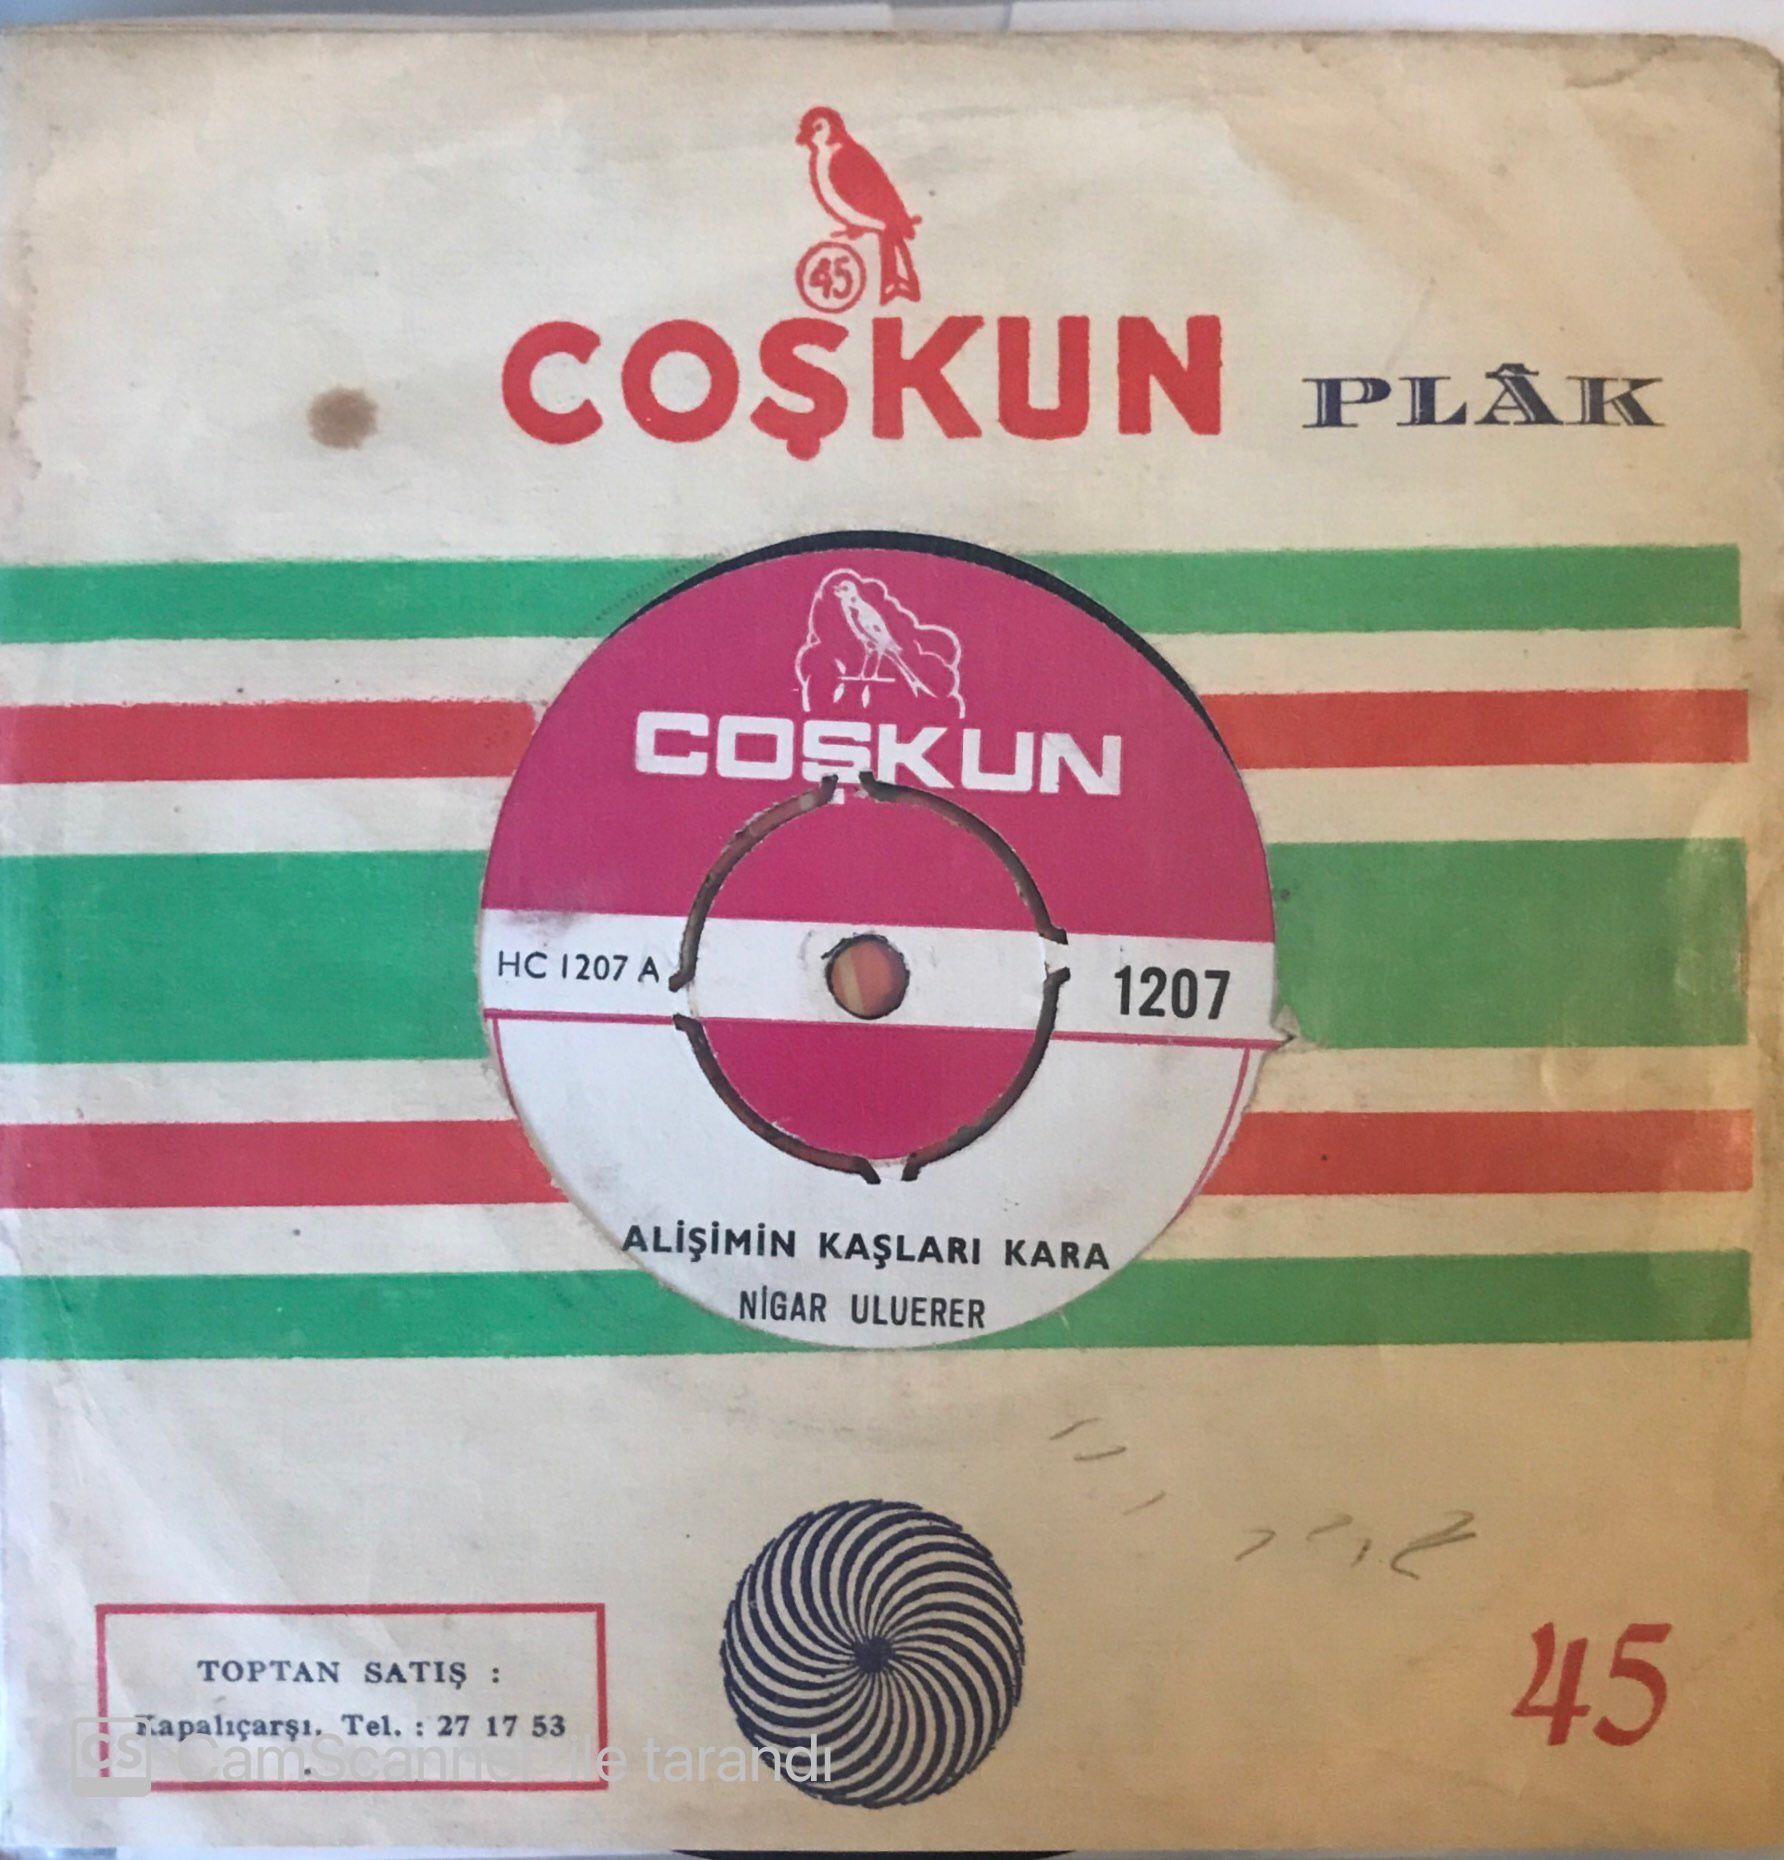 45
COŞKUN PLÂK
COŞKUN
HC 1207 A
1207
ALİŞİMİN KAŞLARI KARA
NİGAR ULUERER
45
TOPTAN SATIŞ :
Kapalıçarşı. Tel. : 27 17 53
CS CamScanner ile tarandı